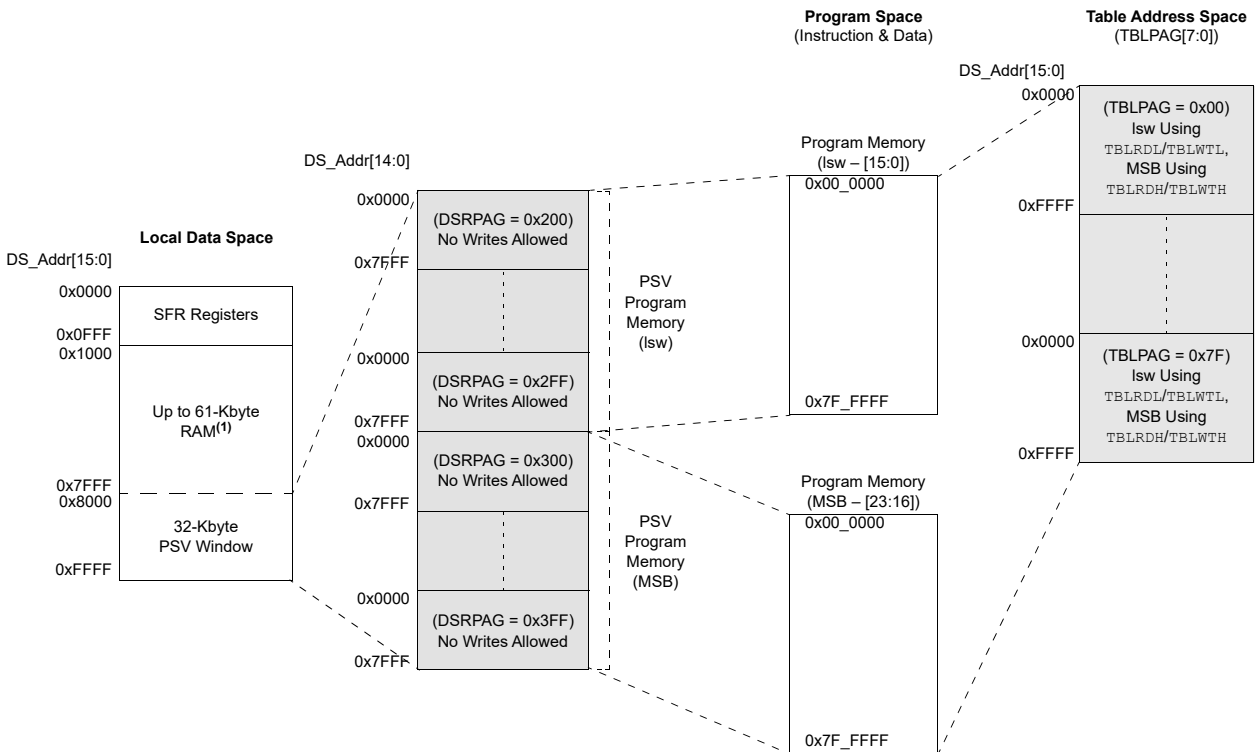 Program Space
(Instruction & Data)
Table Address Space
(TBLPAG[7:0])
DS_Addr[15:0]
0x0000
(TBLPAG = 0x00)
lsw Using
TBLRDL/TBLWTL,
MSB Using
TBLRDH/TBLWTH
0xFFFF
0x0000
(TBLPAG = 0x7F)
lsw Using
TBLRDL/TBLWTL,
MSB Using
TBLRDH/TBLWTH
0xFFFF
Program Memory
(lsw – [15:0])
0x00_0000
0x7F_FFFF
Program Memory
(MSB – [23:16])
0x00_0000
0x7F_FFFF
DS_Addr[14:0]
0x0000
(DSRPAG = 0x200)
No Writes Allowed
0x7FFF
PSV
Program
Memory
(lsw)
0x0000
(DSRPAG = 0x2FF)
No Writes Allowed
0x7FFF
0x0000
(DSRPAG = 0x300)
No Writes Allowed
0x7FFF
PSV
Program
Memory
(MSB)
0x0000
(DSRPAG = 0x3FF)
No Writes Allowed
0x7FFF
Local Data Space
DS_Addr[15:0]
0x0000
SFR Registers
0x0FFF
0x1000
Up to 61-Kbyte
RAM(1)
0x7FFF
0x8000
32-Kbyte
PSV Window
0xFFFF